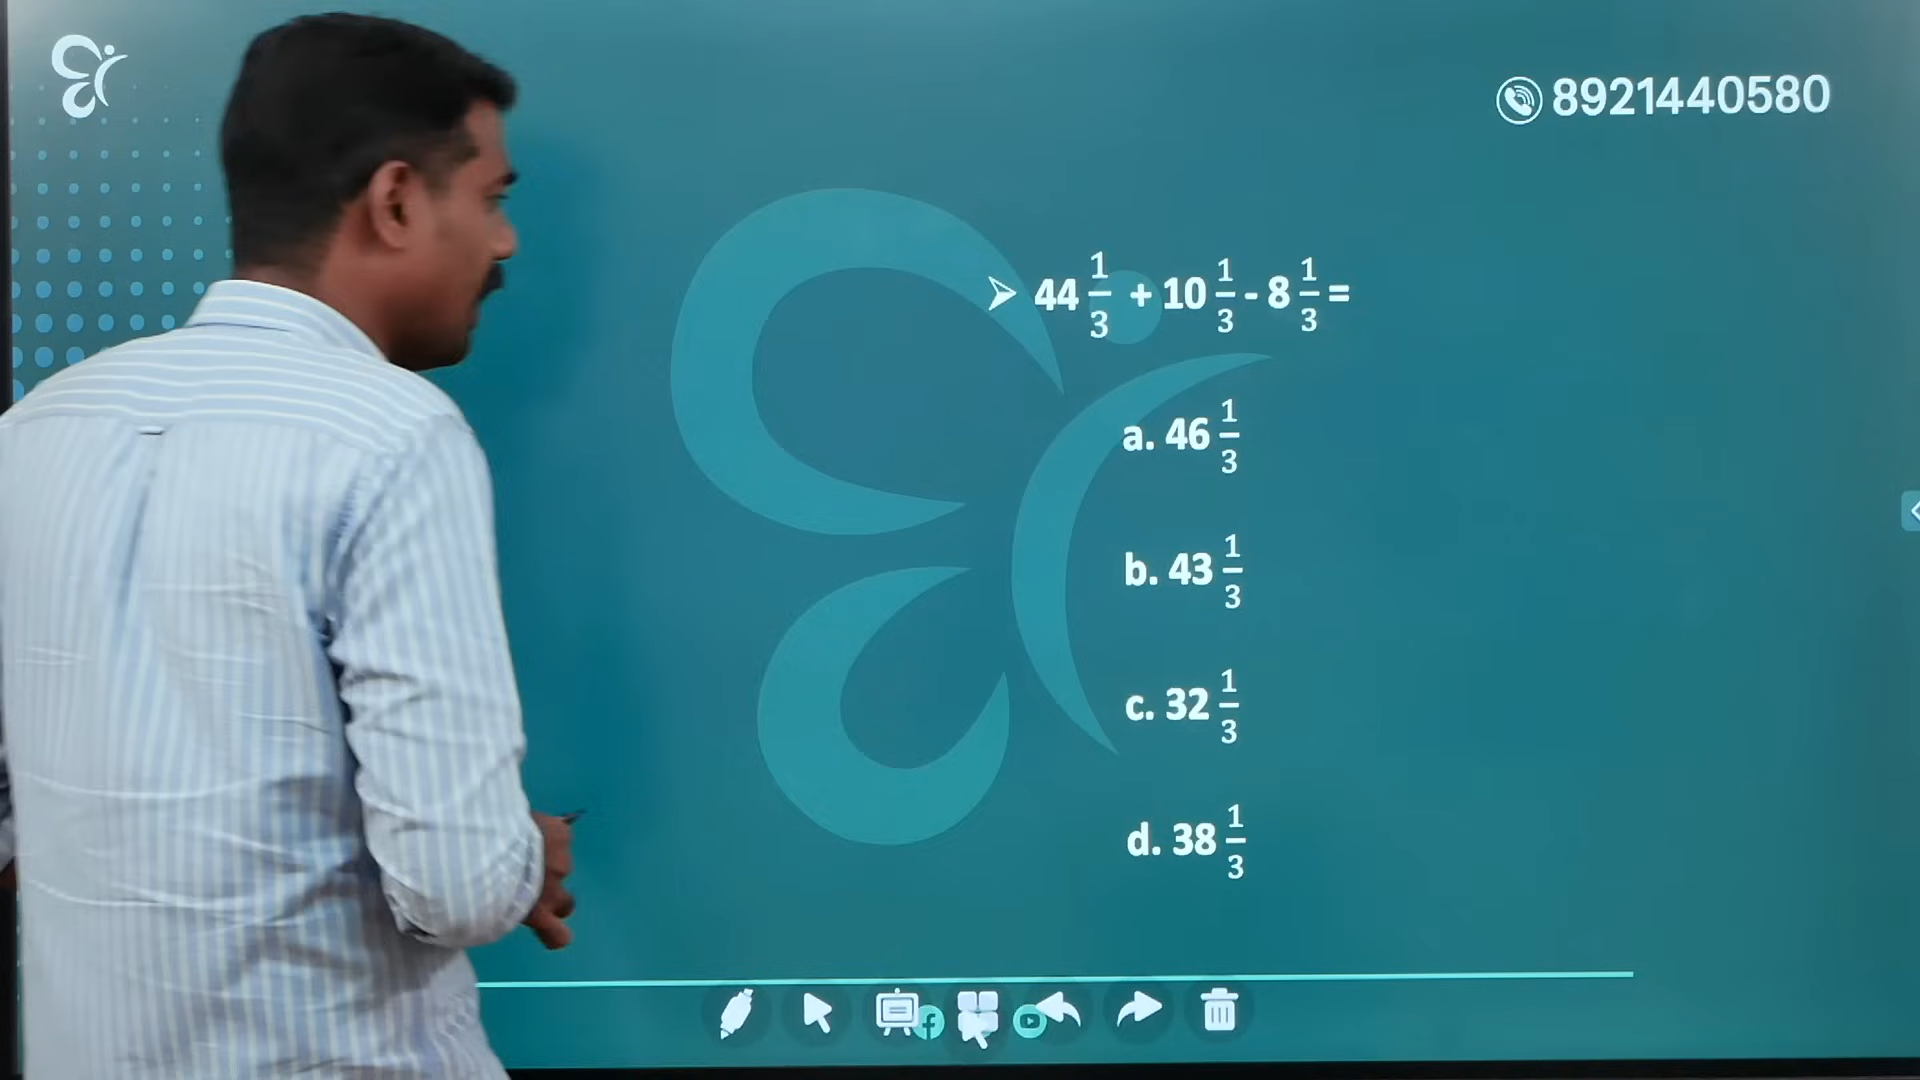 8921440580
➢ 44 1/3 + 10 1/3 - 8 1/3 =
a. 46 1/3
b. 43 1/3
c. 32 1/3
d. 38 1/3